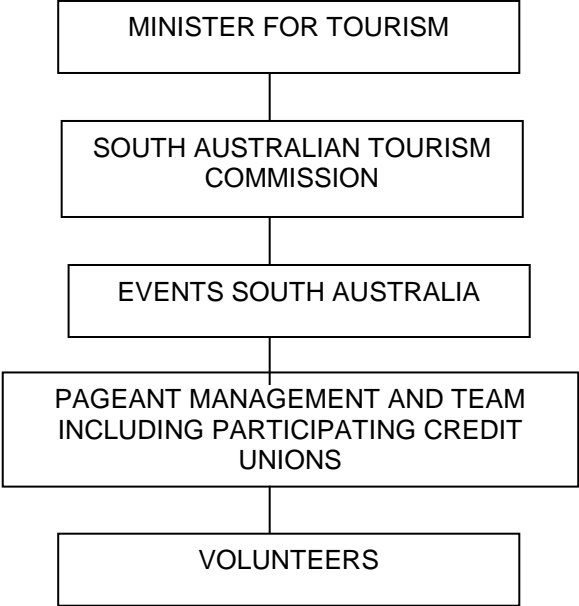 MINISTER FOR TOURISM
SOUTH AUSTRALIAN TOURISM
COMMISSION
EVENTS SOUTH AUSTRALIA
PAGEANT MANAGEMENT AND TEAM
INCLUDING PARTICIPATING CREDIT
UNIONS
VOLUNTEERS